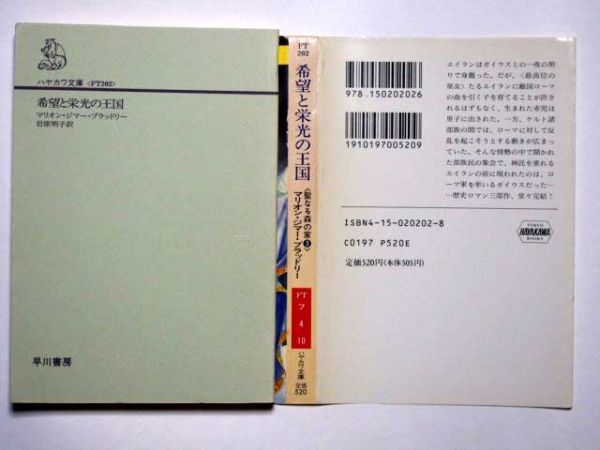 ハヤカワ文庫〈FT202〉
希望と栄光の王国
マリオン・ジマー・ブラッドリー
岩原明子訳
早川書房
FT
202
希望と栄光の王国
〈聖なる森の家❸〉
マリオン・ジマー・ブラッドリー
FT
フ
4
10
ハヤカワ文庫
定価
520
エイランはガイウスとの一夜の契
りで身籠った。だが、〈最高位の
巫女〉たるエイランに敵国ローマ
の血を引く子を育てることが許さ
れるはずもなく、生まれた赤児は
里子に出された。一方、ケルト諸
部族の間では、ローマに対して反
乱を起こそうとする動きが広まっ
ていた。そんな情勢の中で開かれ
た部族民の集会で、神託を垂れる
エイランの前に現われたのは、ロ
ーマ軍を率いるガイウスだった…
…歴史ロマン三部作、堂々完結！
978-4150202026
1910197005209
ISBN4-15-020202-8
C0197 P520E
定価520円(本体505円)
TOKYO
HAYAKAWA
BOOKS